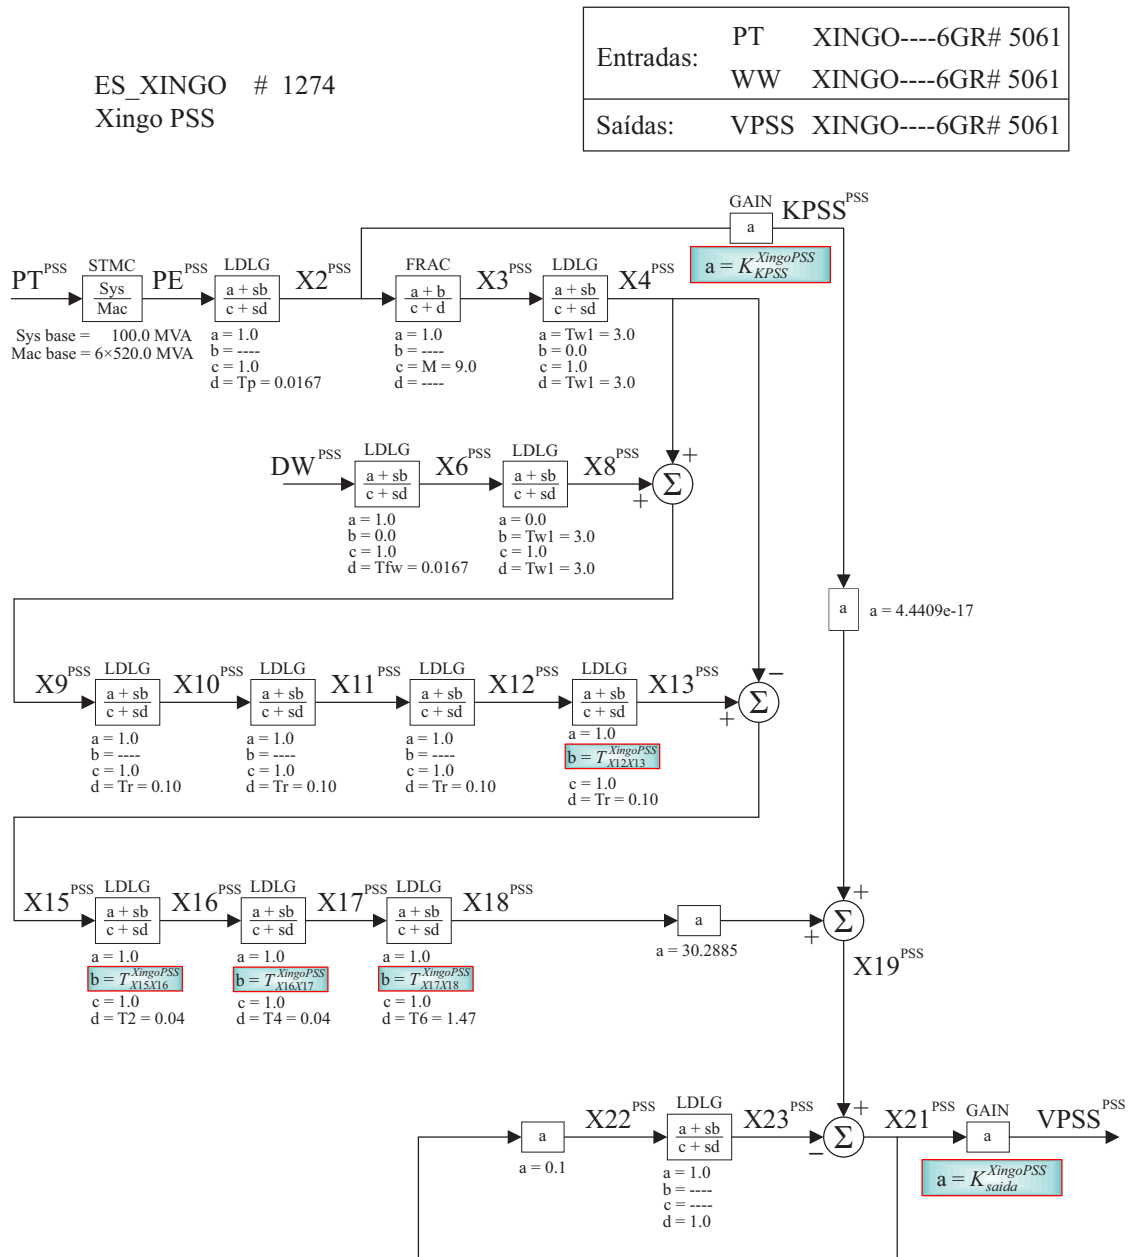 ES_XINGO # 1274
Xingo PSS
Entradas: PT XINGO----6GR# 5061
WW XINGO----6GR# 5061
Saídas: VPSS XINGO----6GR# 5061
GAIN KPSS^PSS
a
a = K_KPSS^XingoPSS
PT^PSS STMC PE^PSS LDLG X2^PSS FRAC X3^PSS LDLG X4^PSS
Sys
Mac
a + sb
c + sd
a + b
c + d
a + sb
c + sd
Sys base = 100.0 MVA
Mac base = 6×520.0 MVA
a = 1.0
b = ----
c = 1.0
d = Tp = 0.0167
a = 1.0
b = ----
c = M = 9.0
d = ----
a = Tw1 = 3.0
b = 0.0
c = 1.0
d = Tw1 = 3.0
DW^PSS LDLG X6^PSS LDLG X8^PSS +
a + sb
c + sd
a + sb
c + sd
+ Σ
a = 1.0
b = 0.0
c = 1.0
d = Tfw = 0.0167
a = 0.0
b = Tw1 = 3.0
c = 1.0
d = Tw1 = 3.0
a a = 4.4409e-17
X9^PSS LDLG X10^PSS LDLG X11^PSS LDLG X12^PSS LDLG X13^PSS −
a + sb
c + sd
a + sb
c + sd
a + sb
c + sd
a + sb
c + sd
+ Σ
a = 1.0
b = ----
c = 1.0
d = Tr = 0.10
a = 1.0
b = ----
c = 1.0
d = Tr = 0.10
a = 1.0
b = ----
c = 1.0
d = Tr = 0.10
a = 1.0
b = T_X12X13^XingoPSS
c = 1.0
d = Tr = 0.10
X15^PSS LDLG X16^PSS LDLG X17^PSS LDLG X18^PSS +
a + sb
c + sd
a + sb
c + sd
a + sb
c + sd
a
+ Σ
a = 1.0
b = T_X15X16^XingoPSS
c = 1.0
d = T2 = 0.04
a = 1.0
b = T_X16X17^XingoPSS
c = 1.0
d = T4 = 0.04
a = 1.0
b = T_X17X18^XingoPSS
c = 1.0
d = T6 = 1.47
a = 30.2885
X19^PSS
X22^PSS LDLG X23^PSS + X21^PSS GAIN VPSS^PSS
a
a + sb
c + sd
− Σ
a
a = 0.1
a = 1.0
b = ----
c = ----
d = 1.0
a = K_saida^XingoPSS